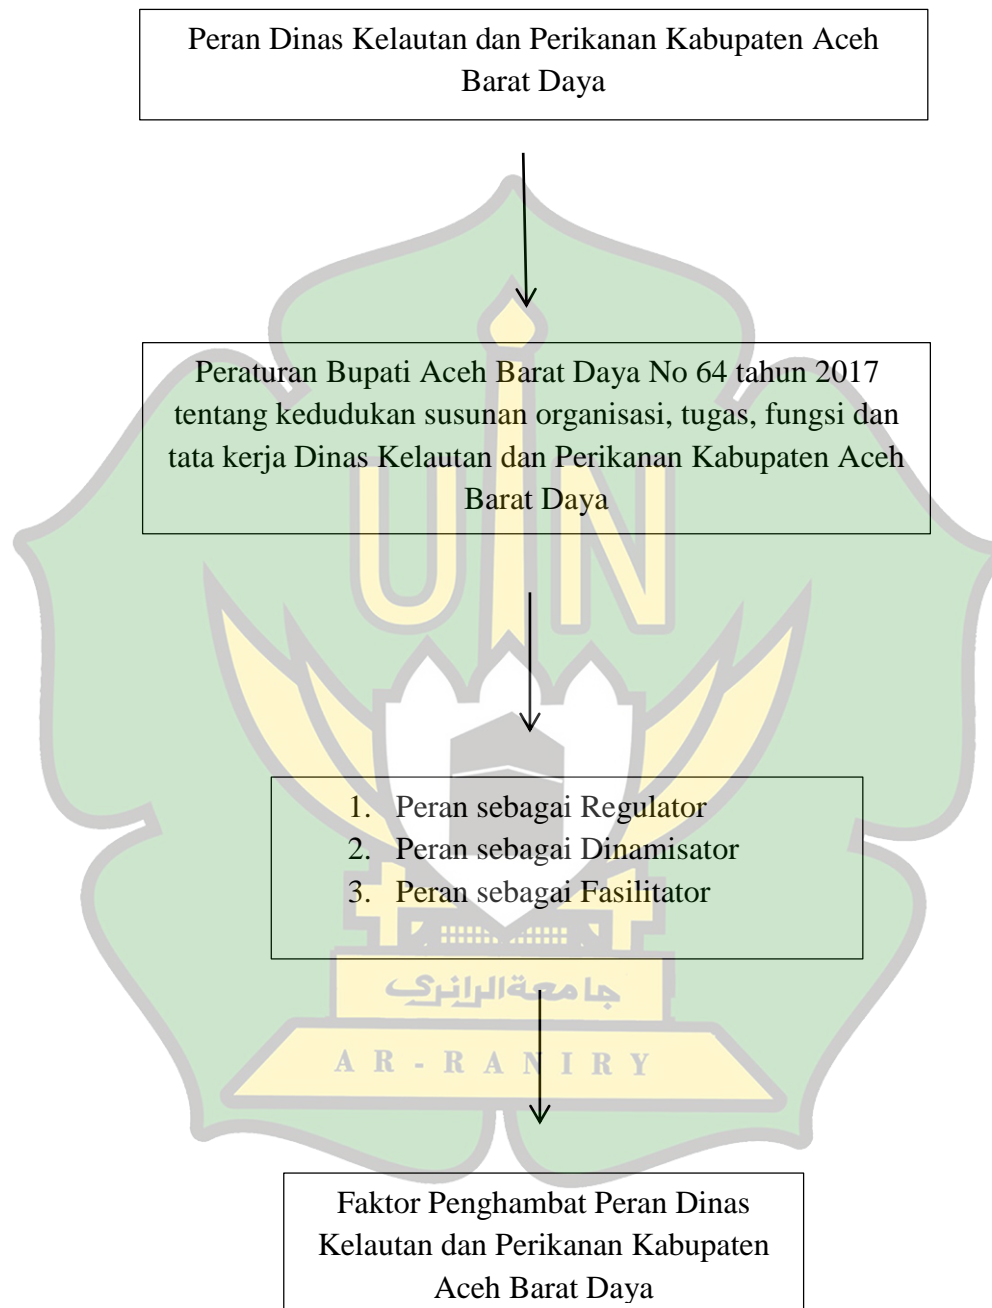 Peran Dinas Kelautan dan Perikanan Kabupaten Aceh
Barat Daya
Peraturan Bupati Aceh Barat Daya No 64 tahun 2017
tentang kedudukan susunan organisasi, tugas, fungsi dan
tata kerja Dinas Kelautan dan Perikanan Kabupaten Aceh
Barat Daya
UIN
1. Peran sebagai Regulator
2. Peran sebagai Dinamisator
3. Peran sebagai Fasilitator
جامعة الرانري
AR-RANIRY
Faktor Penghambat Peran Dinas
Kelautan dan Perikanan Kabupaten
Aceh Barat Daya